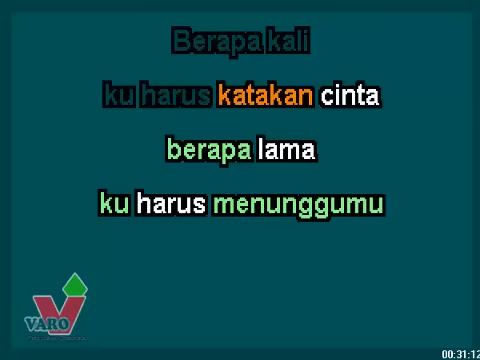 Berapa kali
ku harus katakan cinta
berapa lama
ku harus menunggumu
VARO
00:31:12